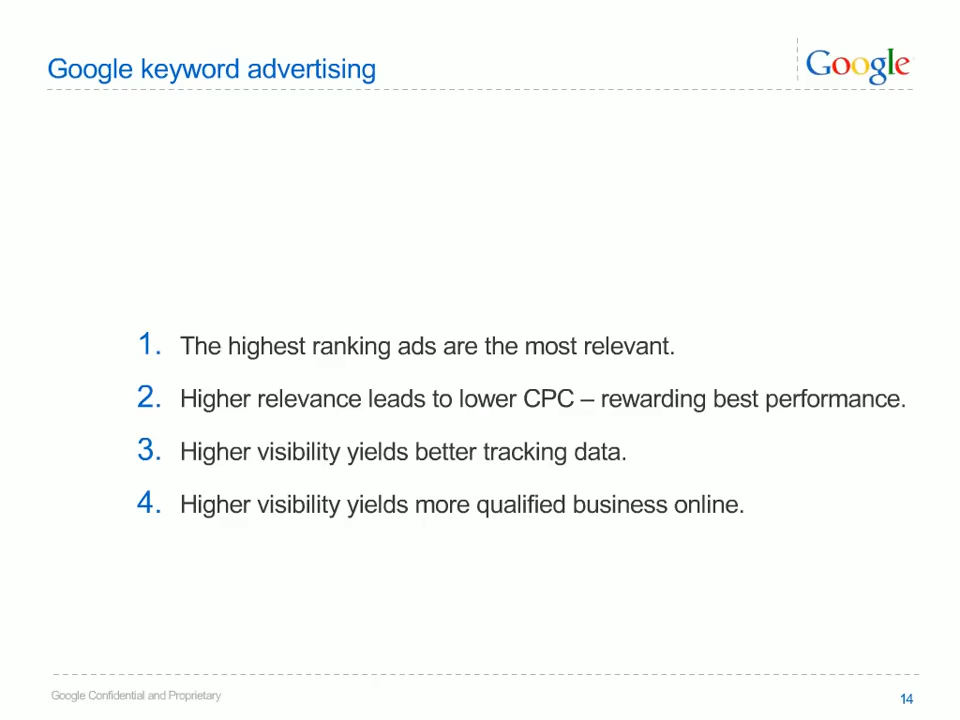 Google keyword advertising
Google
1. The highest ranking ads are the most relevant.
2. Higher relevance leads to lower CPC – rewarding best performance.
3. Higher visibility yields better tracking data.
4. Higher visibility yields more qualified business online.
Google Confidential and Proprietary
14